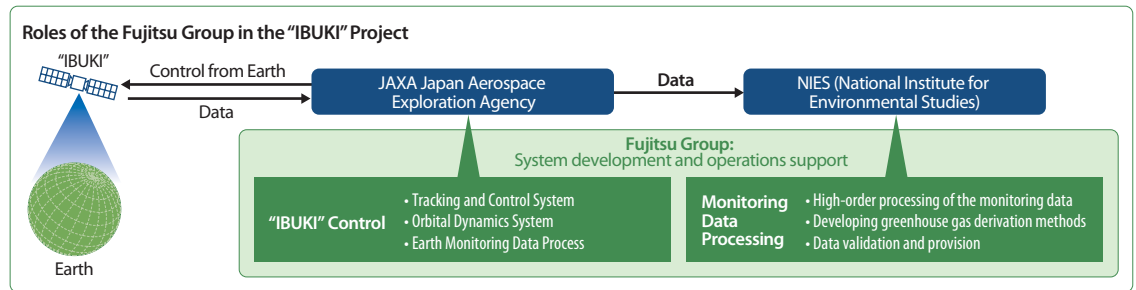 Roles of the Fujitsu Group in the “IBUKI” Project
“IBUKI”
Control from Earth
Data
JAXA Japan Aerospace
Exploration Agency
Data
NIES (National Institute for
Environmental Studies)
Fujitsu Group:
System development and operations support
“IBUKI” Control
• Tracking and Control System
• Orbital Dynamics System
• Earth Monitoring Data Process
Monitoring
Data
Processing
• High-order processing of the monitoring data
• Developing greenhouse gas derivation methods
• Data validation and provision
Earth